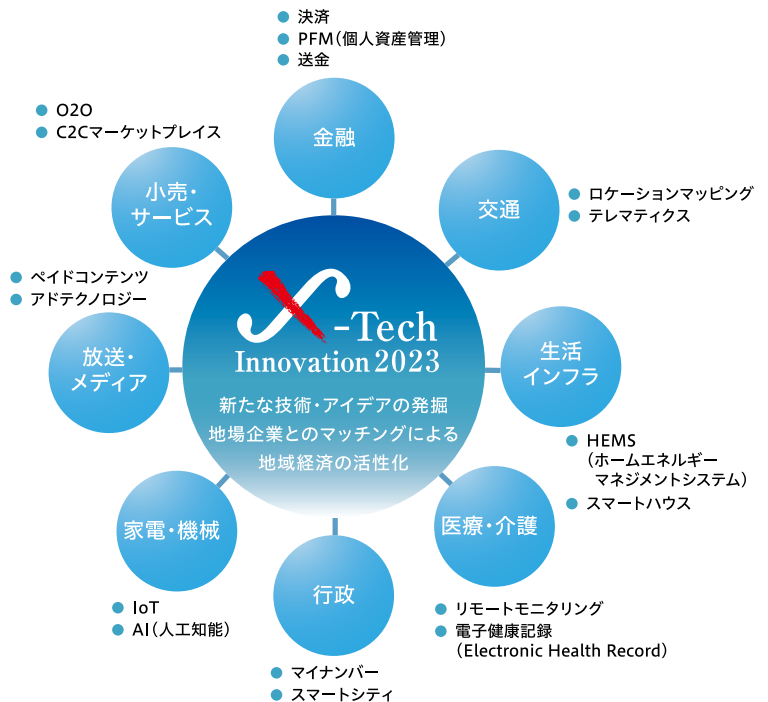 決済
PFM(個人資産管理)
送金
金融
O2O
C2Cマーケットプレイス
小売・
サービス
交通
ロケーションマッピング
テレマティクス
ペイドコンテンツ
アドテクノロジー
放送・
メディア
X-Tech
Innovation 2023
新たな技術・アイデアの発掘
地場企業とのマッチングによる
地域経済の活性化
生活
インフラ
HEMS
(ホームエネルギー
マネジメントシステム)
スマートハウス
家電・機械
IoT
AI(人工知能)
医療・介護
リモートモニタリング
電子健康記録
(Electronic Health Record)
行政
マイナンバー
スマートシティ